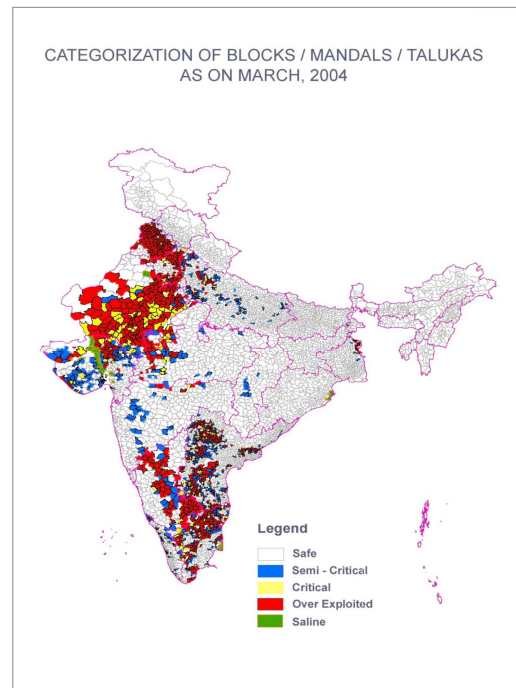 CATEGORIZATION OF BLOCKS / MANDALS / TALUKAS
AS ON MARCH, 2004
Legend
Safe
Semi - Critical
Critical
Over Exploited
Saline